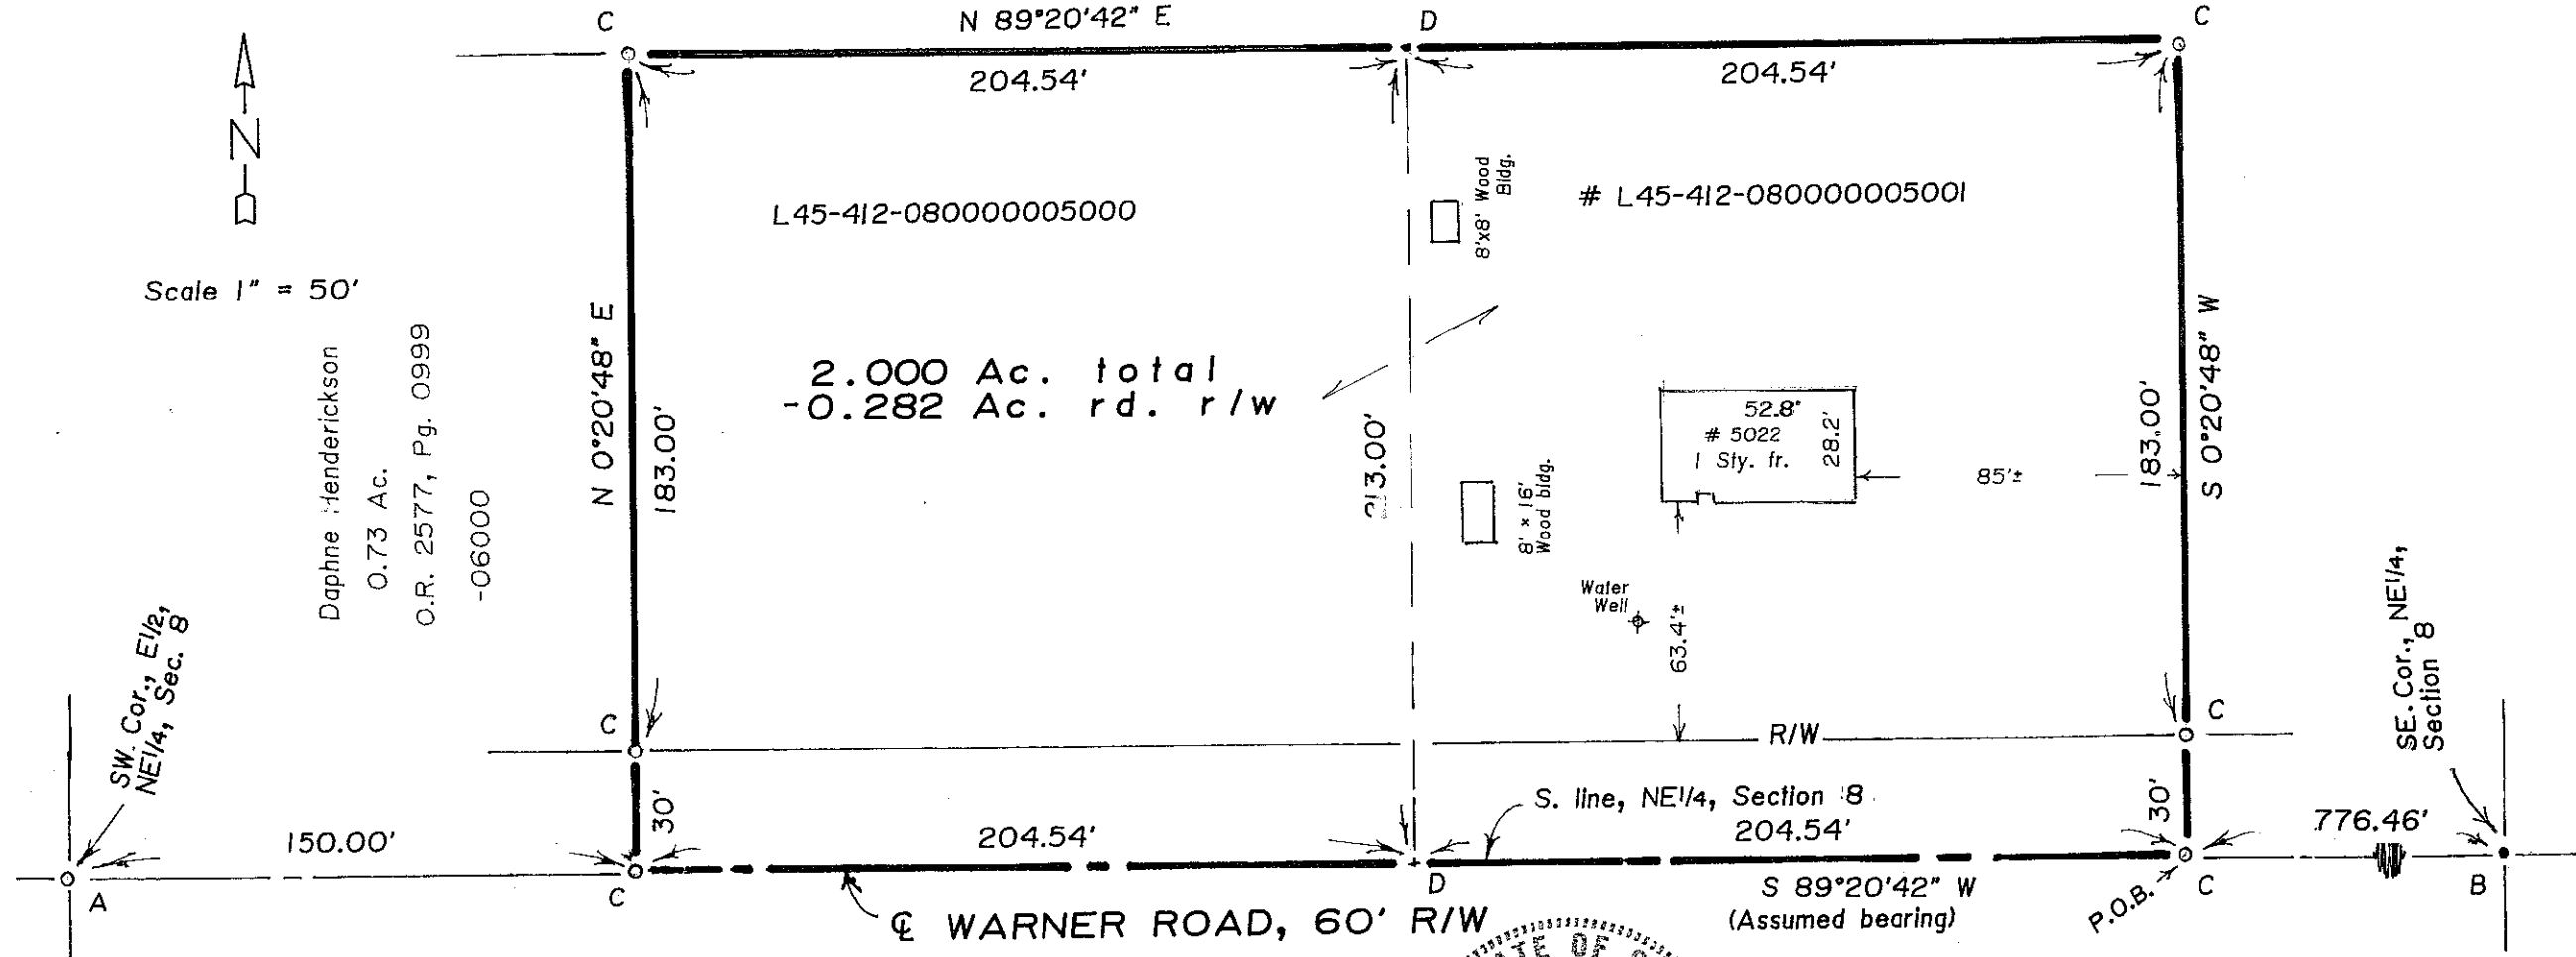 C
N 89°20'42" E
D
C
204.54'
204.54'
N
L45-412-080000005000
8'x8' Wood
Bldg.
# L45-412-080000005001
Scale 1" = 50'
Daphne Henderickson
0.73 Ac.
O.R. 2577, Pg. 0999
-06000
N 0°20'48" E
183.00'
2.000 Ac. total
-0.282 Ac. rd. r/w
213.00'
8' x 16'
Wood bldg.
52.8'
# 5022
1 Sty. fr.
28.2'
85'±
183.00'
S 0°20'48" W
Water
Well
63.4'±
SW. Cor., E1/2,
NE1/4, Sec. 8
SE. Cor., NE1/4,
Section 8
C
R/W
C
30'
S. line, NE1/4, Section 8
30'
150.00'
204.54'
204.54'
776.46'
A
C
D
S 89°20'42" W
(Assumed bearing)
P.O.B.
C
B
℄ WARNER ROAD, 60' R/W
OF